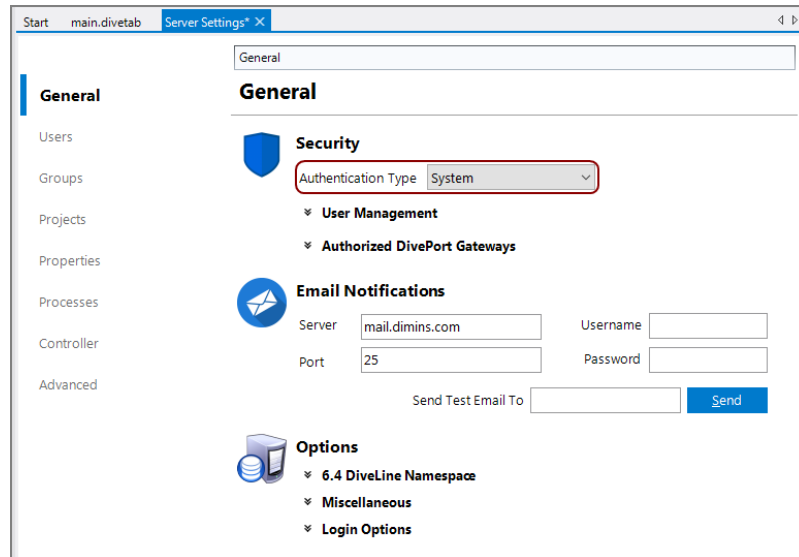 Start main.divetab Server Settings*
General
General
General
Users
Groups
Projects
Properties
Processes
Controller
Advanced
Security
Authentication Type System
User Management
Authorized DivePort Gateways
Email Notifications
Server mail.dimins.com Username
Port 25 Password
Send Test Email To Send
Options
6.4 DiveLine Namespace
Miscellaneous
Login Options